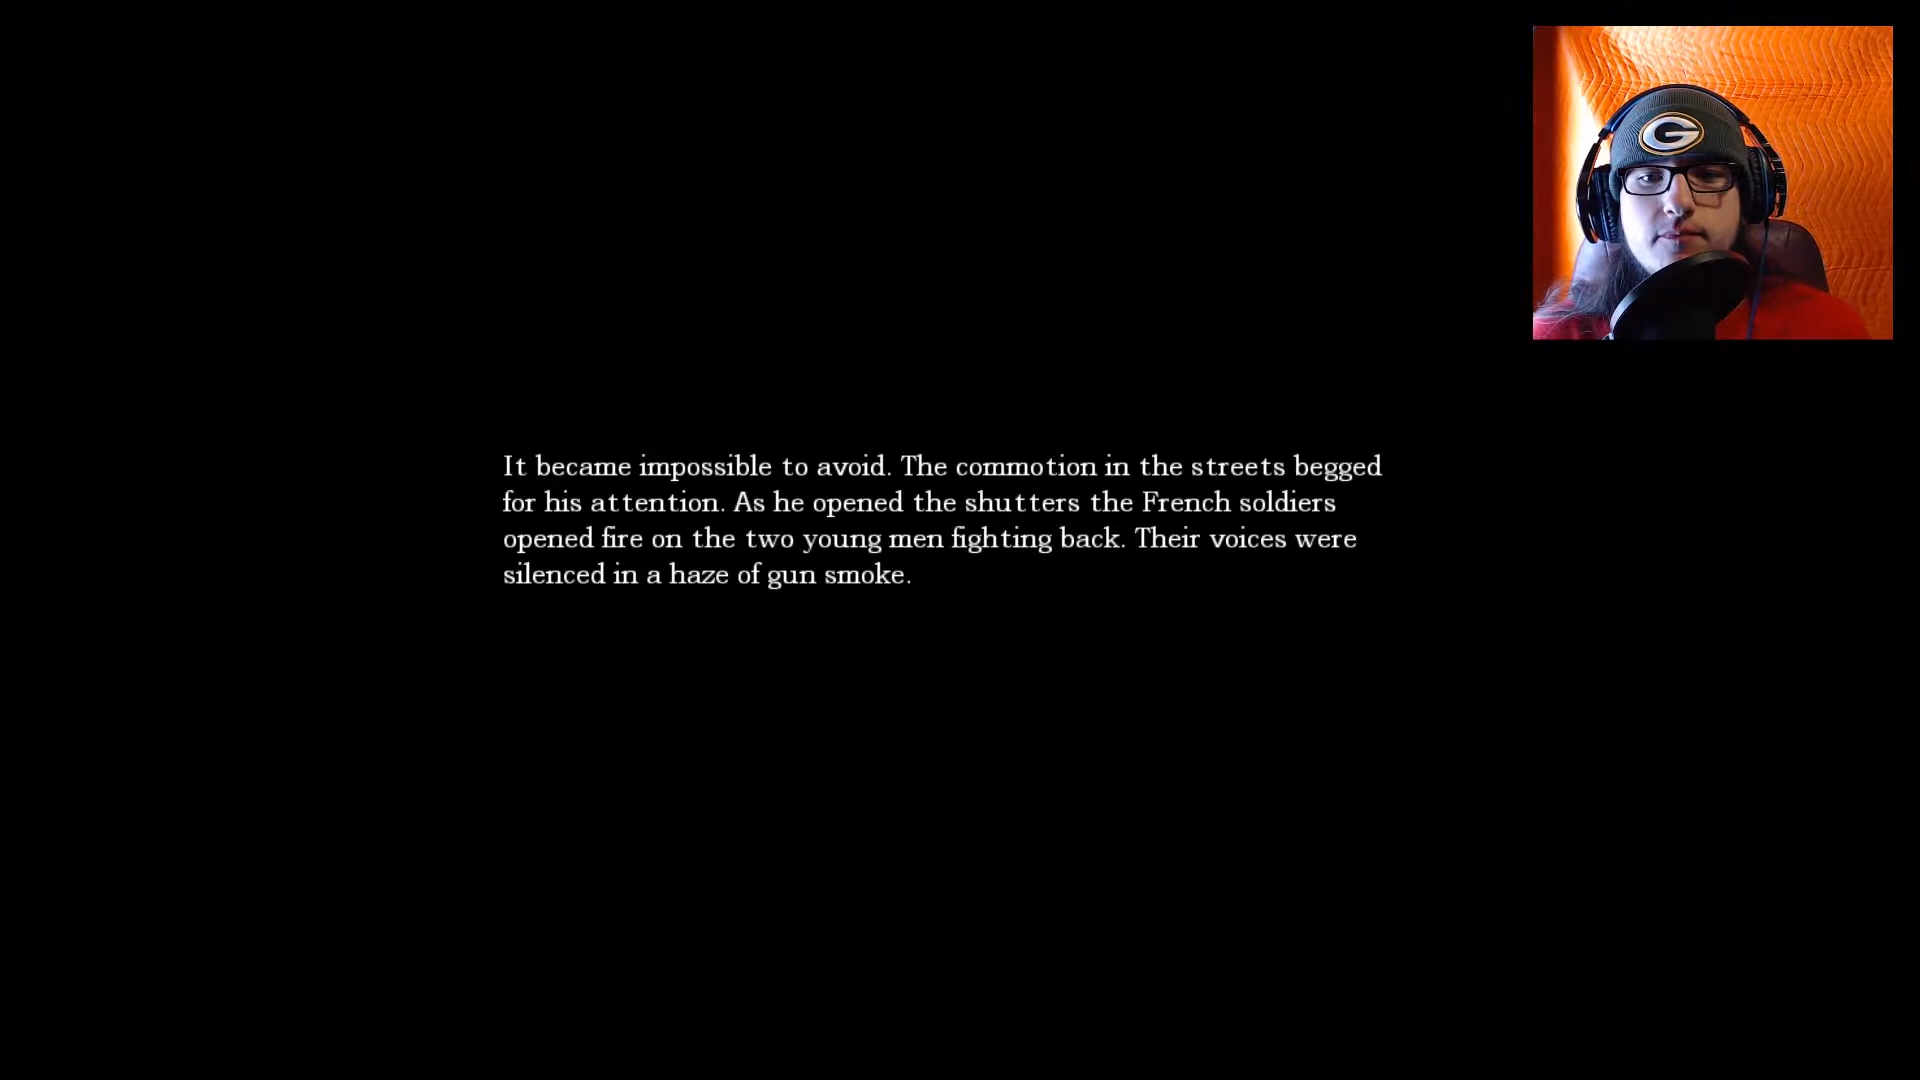 G
It became impossible to avoid. The commotion in the streets begged
for his attention. As he opened the shutters the French soldiers
opened fire on the two young men fighting back. Their voices were
silenced in a haze of gun smoke.